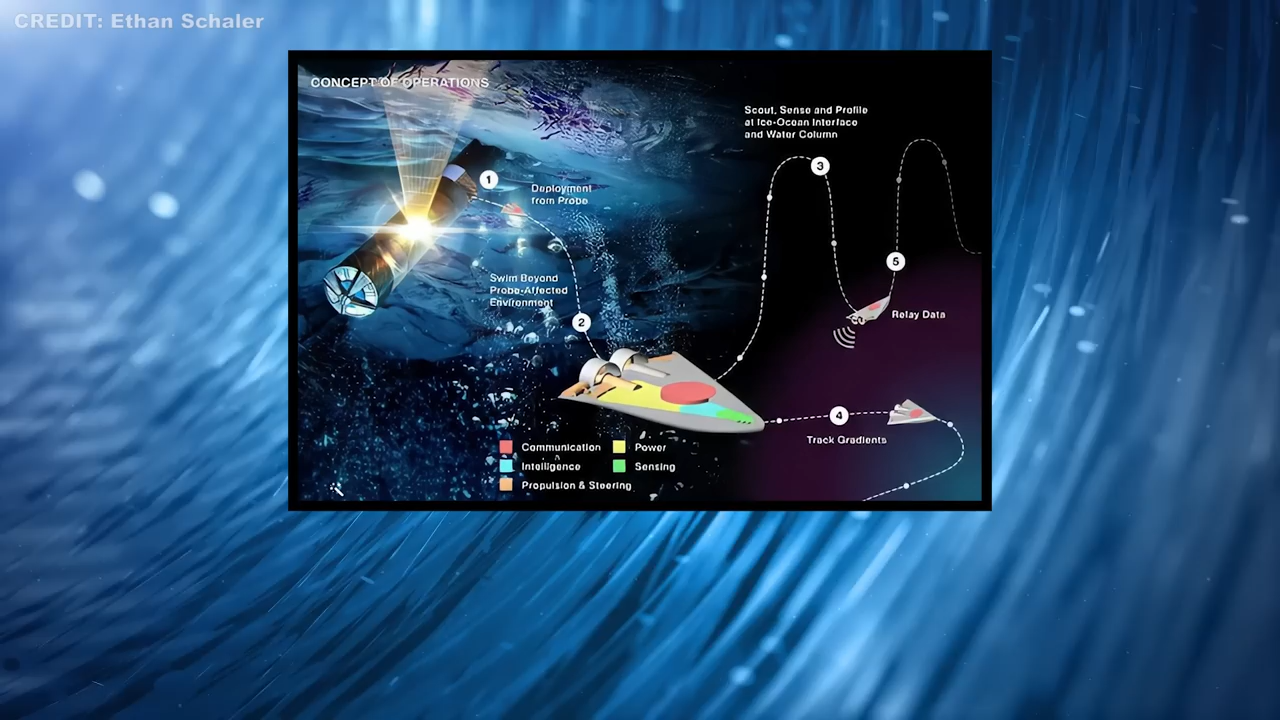 CREDIT: Ethan Schaler
CONCEPT OF OPERATIONS
1
Deployment
from Probe
Swim Beyond
Probe-Affected
Environment
2
Scout, Sense and Profile
at Ice-Ocean Interface
and Water Column
3
5
Relay Data
4
Track Gradients
Communication
Power
Intelligence
Sensing
Propulsion & Steering